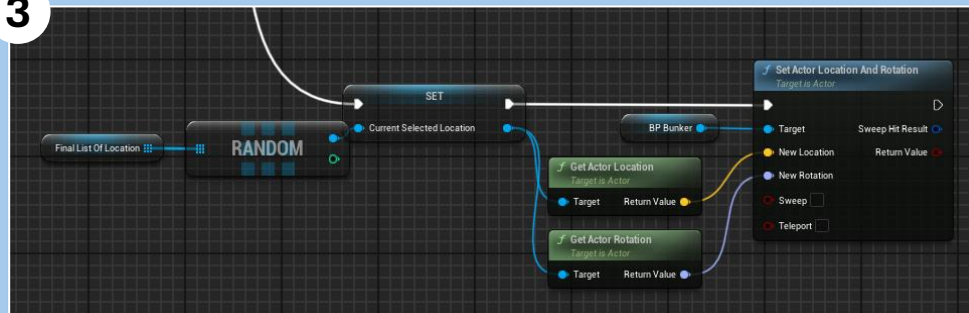 3
SET
Current Selected Location
Final List Of Location
RANDOM
BP Bunker
f Get Actor Location
Target is Actor
Target
Return Value
f Get Actor Rotation
Target is Actor
Target
Return Value
f Set Actor Location And Rotation
Target is Actor
Target
Sweep Hit Result
New Location
Return Value
New Rotation
Sweep
Teleport